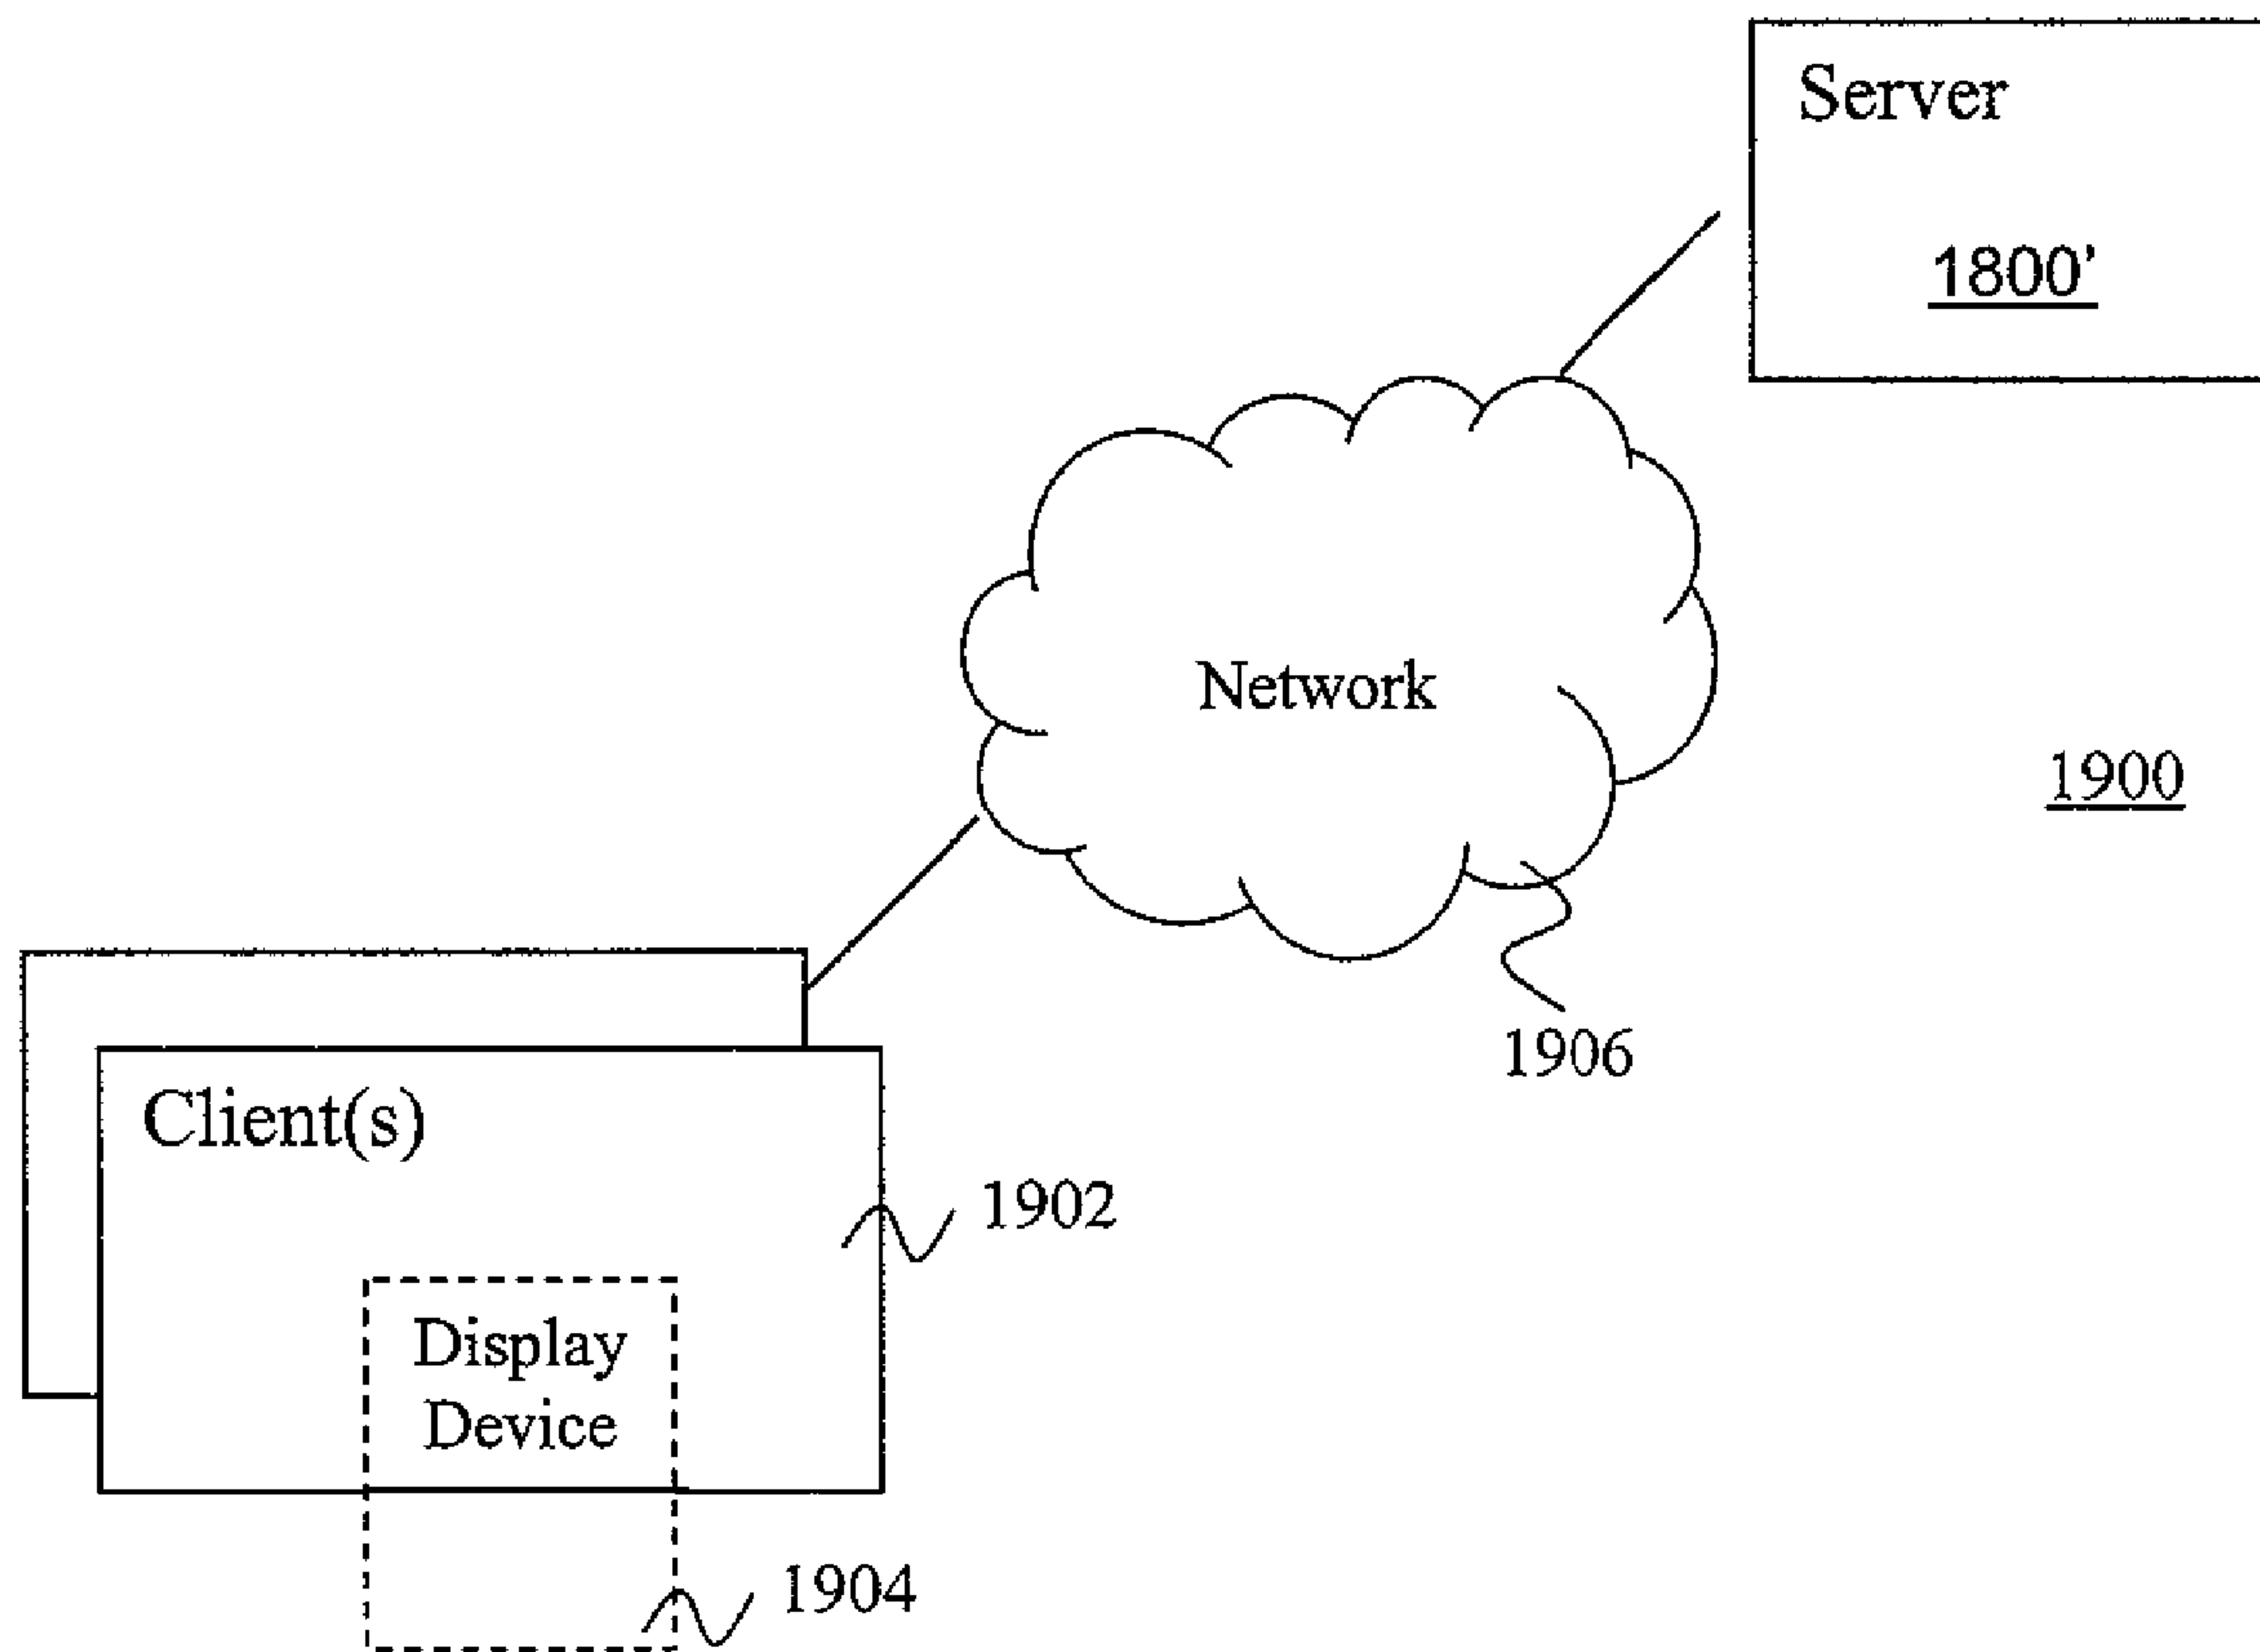 Server
1800'
Network
1900
1906
Client(s)
1902
Display
Device
1904